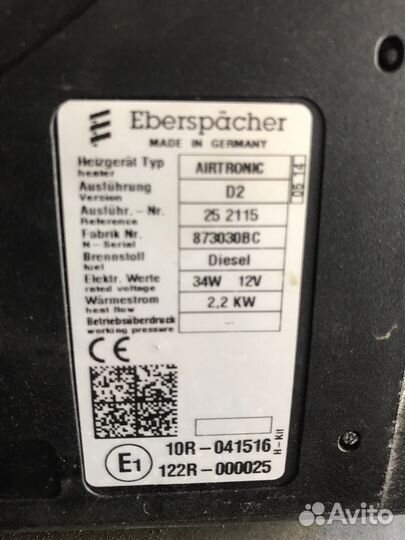 Eberspächer
MADE IN GERMANY
Heizgerät Typ AIRTRONIC
heater
05 14
Ausführung D2
Version
Ausführ.- Nr. 25 2115
Reference
Fabrik Nr. 873030BC
N - Serial
Brennstoff Diesel
fuel
Elektr. Werte 34W 12V
rated voltage
Wärmestrom 2,2 KW
heat flow
Betriebsüberdruck --
working pressure
CE
E1
10R-041516
122R-000025
H-Kit
Avito